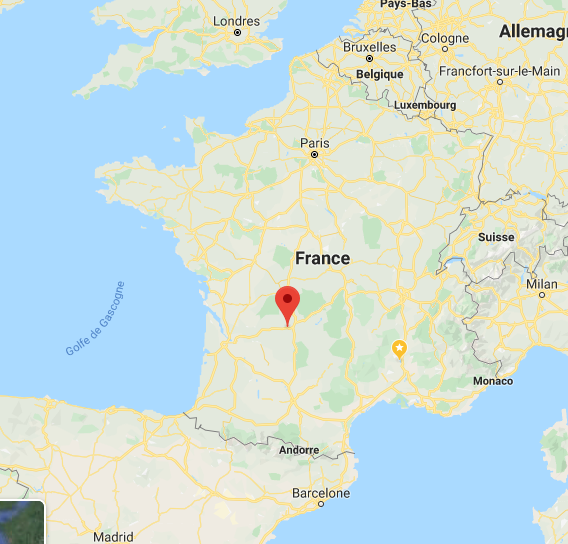 Pays-Bas
Londres
Allemagn
Cologne
Bruxelles
Belgique
Francfort-sur-le-Main
Luxembourg
Paris
Suisse
France
Milan
Golfe de Gascogne
Monaco
Andorre
Barcelone
Madrid